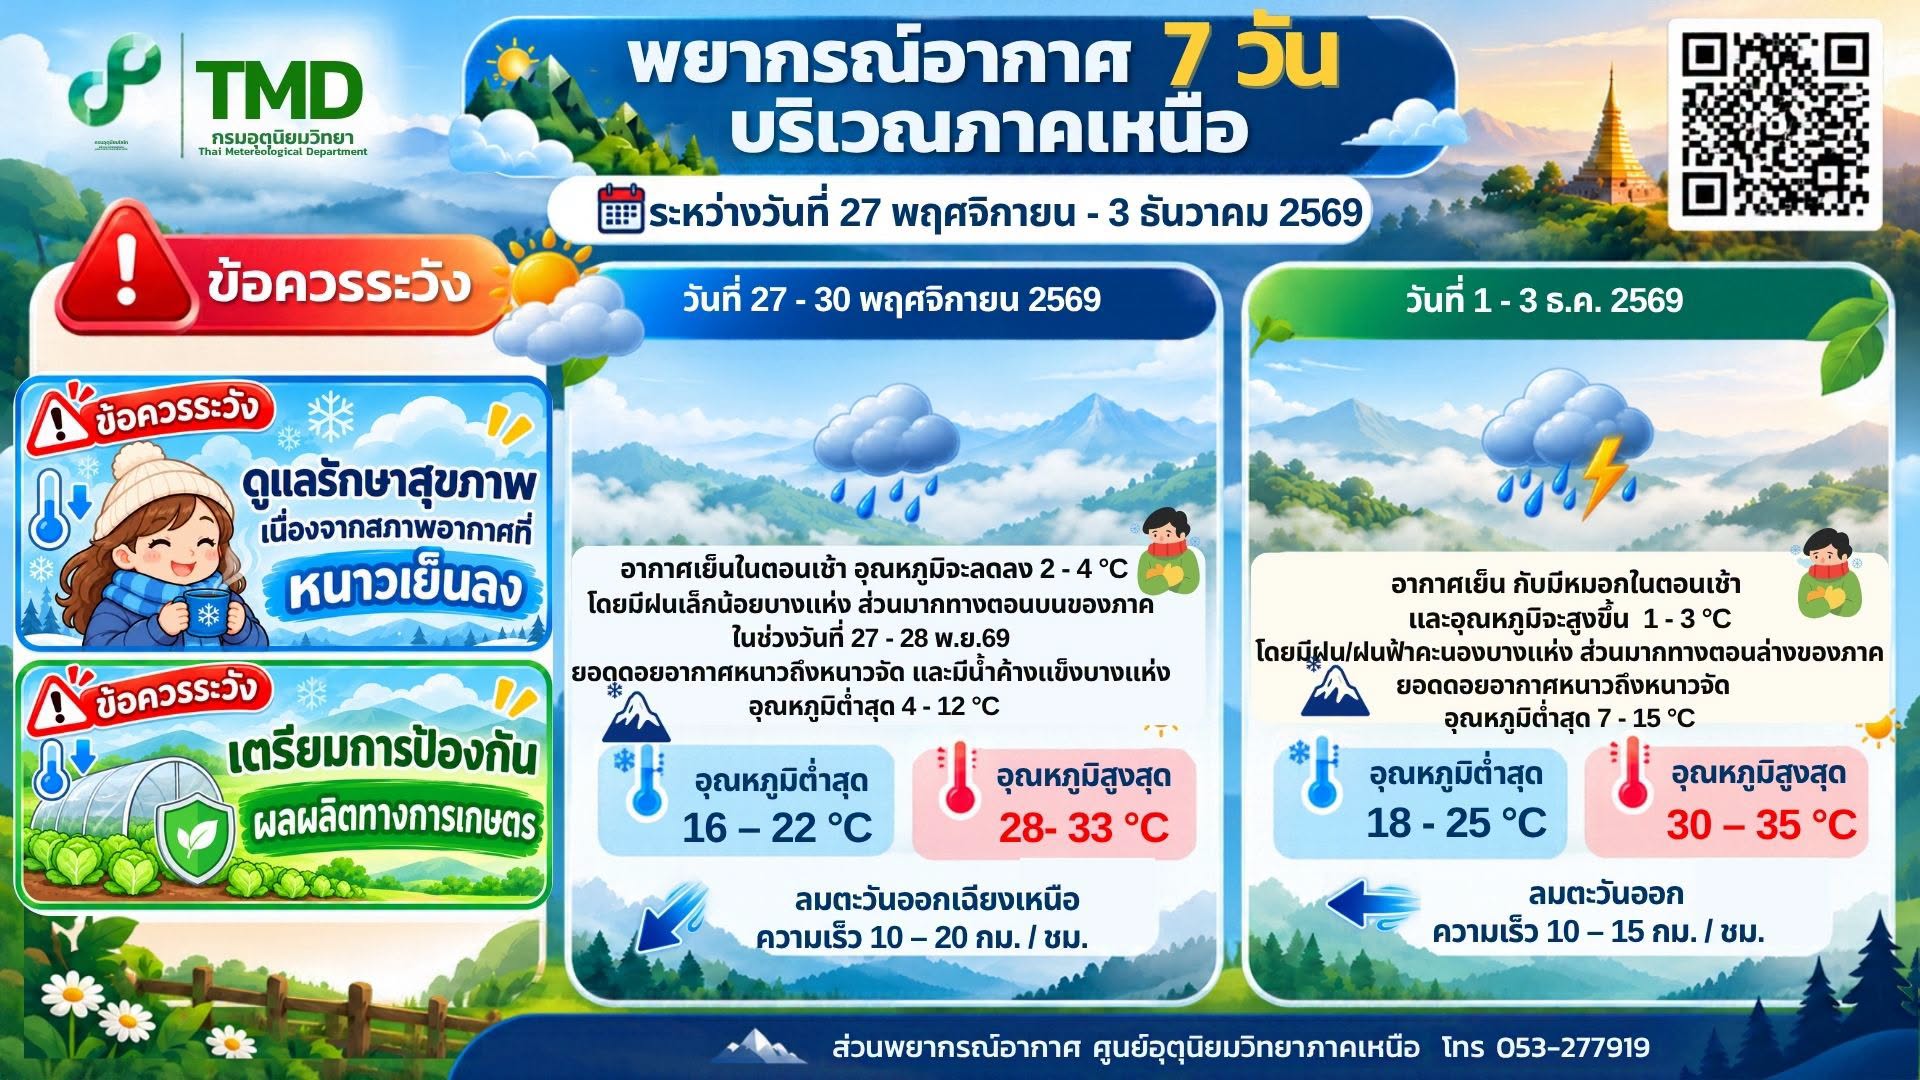 TMD
กรมอุตุนิยมวิทยา
Thai Metereological Department
พยากรณ์อากาศ 7 วัน
บริเวณภาคเหนือ
ระหว่างวันที่ 27 พฤศจิกายน - 3 ธันวาคม 2569
ข้อควรระวัง
ข้อควรระวัง
ดูแลรักษาสุขภาพ
เนื่องจากสภาพอากาศที่
หนาวเย็นลง
ข้อควรระวัง
เตรียมการป้องกัน
ผลผลิตทางการเกษตร
วันที่ 27 - 30 พฤศจิกายน 2569
อากาศเย็นในตอนเช้า อุณหภูมิจะลดลง 2 - 4 °C
โดยมีฝนเล็กน้อยบางแห่ง ส่วนมากทางตอนบนของภาค
ในช่วงวันที่ 27 - 28 พ.ย.69
ยอดดอยอากาศหนาวถึงหนาวจัด และมีน้ำค้างแข็งบางแห่ง
อุณหภูมิต่ำสุด 4 - 12 °C
อุณหภูมิต่ำสุด
16 – 22 °C
อุณหภูมิสูงสุด
28- 33 °C
ลมตะวันออกเฉียงเหนือ
ความเร็ว 10 – 20 กม. / ชม.
วันที่ 1 - 3 ธ.ค. 2569
อากาศเย็น กับมีหมอกในตอนเช้า
และอุณหภูมิจะสูงขึ้น 1 - 3 °C
โดยมีฝน/ฝนฟ้าคะนองบางแห่ง ส่วนมากทางตอนล่างของภาค
ยอดดอยอากาศหนาวถึงหนาวจัด
อุณหภูมิต่ำสุด 7 - 15 °C
อุณหภูมิต่ำสุด
18 - 25 °C
อุณหภูมิสูงสุด
30 – 35 °C
ลมตะวันออก
ความเร็ว 10 – 15 กม. / ชม.
ส่วนพยากรณ์อากาศ ศูนย์อุตุนิยมวิทยาภาคเหนือ โทร 053-277919